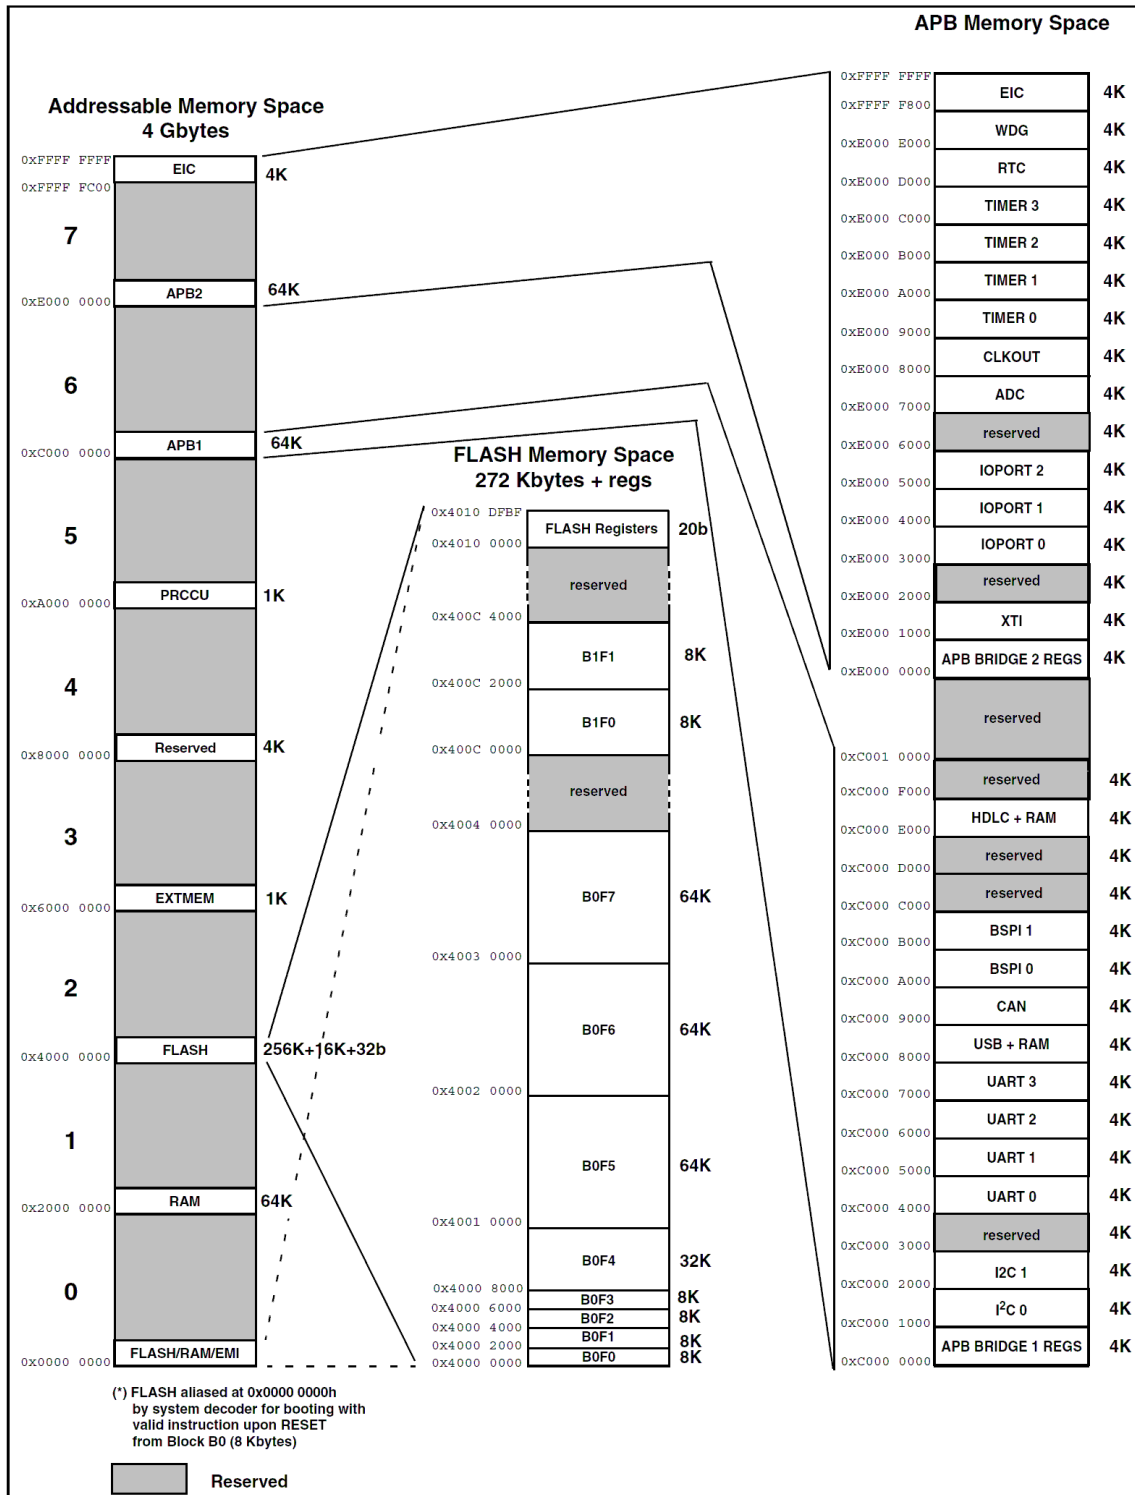 APB Memory Space
Addressable Memory Space
4 Gbytes
0xFFFF FFFF
EIC
4K
0xFFFF FC00
7
APB2
64K
0xE000 0000
6
APB1
64K
0xC000 0000
5
PRCCU
1K
0xA000 0000
4
Reserved
4K
0x8000 0000
3
EXTMEM
1K
0x6000 0000
2
FLASH
256K+16K+32b
0x4000 0000
1
RAM
64K
0x2000 0000
0
FLASH/RAM/EMI
0x0000 0000
(*) FLASH aliased at 0x0000 0000h
by system decoder for booting with
valid instruction upon RESET
from Block B0 (8 Kbytes)
Reserved
FLASH Memory Space
272 Kbytes + regs
0x4010 DFBF
FLASH Registers
20b
0x4010 0000
reserved
0x400C 4000
B1F1
8K
0x400C 2000
B1F0
8K
0x400C 0000
reserved
0x4004 0000
B0F7
64K
0x4003 0000
B0F6
64K
0x4002 0000
B0F5
64K
0x4001 0000
B0F4
32K
0x4000 8000
B0F3
8K
0x4000 6000
B0F2
8K
0x4000 4000
B0F1
8K
0x4000 2000
B0F0
8K
0x4000 0000
0xFFFF FFFF
EIC
4K
0xFFFF F800
WDG
4K
0xE000 E000
RTC
4K
0xE000 D000
TIMER 3
4K
0xE000 C000
TIMER 2
4K
0xE000 B000
TIMER 1
4K
0xE000 A000
TIMER 0
4K
0xE000 9000
CLKOUT
4K
0xE000 8000
ADC
4K
0xE000 7000
reserved
4K
0xE000 6000
IOPORT 2
4K
0xE000 5000
IOPORT 1
4K
0xE000 4000
IOPORT 0
4K
0xE000 3000
reserved
4K
0xE000 2000
XTI
4K
0xE000 1000
APB BRIDGE 2 REGS
4K
0xE000 0000
reserved
0xC001 0000
reserved
4K
0xC000 F000
HDLC + RAM
4K
0xC000 E000
reserved
4K
0xC000 D000
reserved
4K
0xC000 C000
BSPI 1
4K
0xC000 B000
BSPI 0
4K
0xC000 A000
CAN
4K
0xC000 9000
USB + RAM
4K
0xC000 8000
UART 3
4K
0xC000 7000
UART 2
4K
0xC000 6000
UART 1
4K
0xC000 5000
UART 0
4K
0xC000 4000
reserved
4K
0xC000 3000
I2C 1
4K
0xC000 2000
I²C 0
4K
0xC000 1000
APB BRIDGE 1 REGS
4K
0xC000 0000